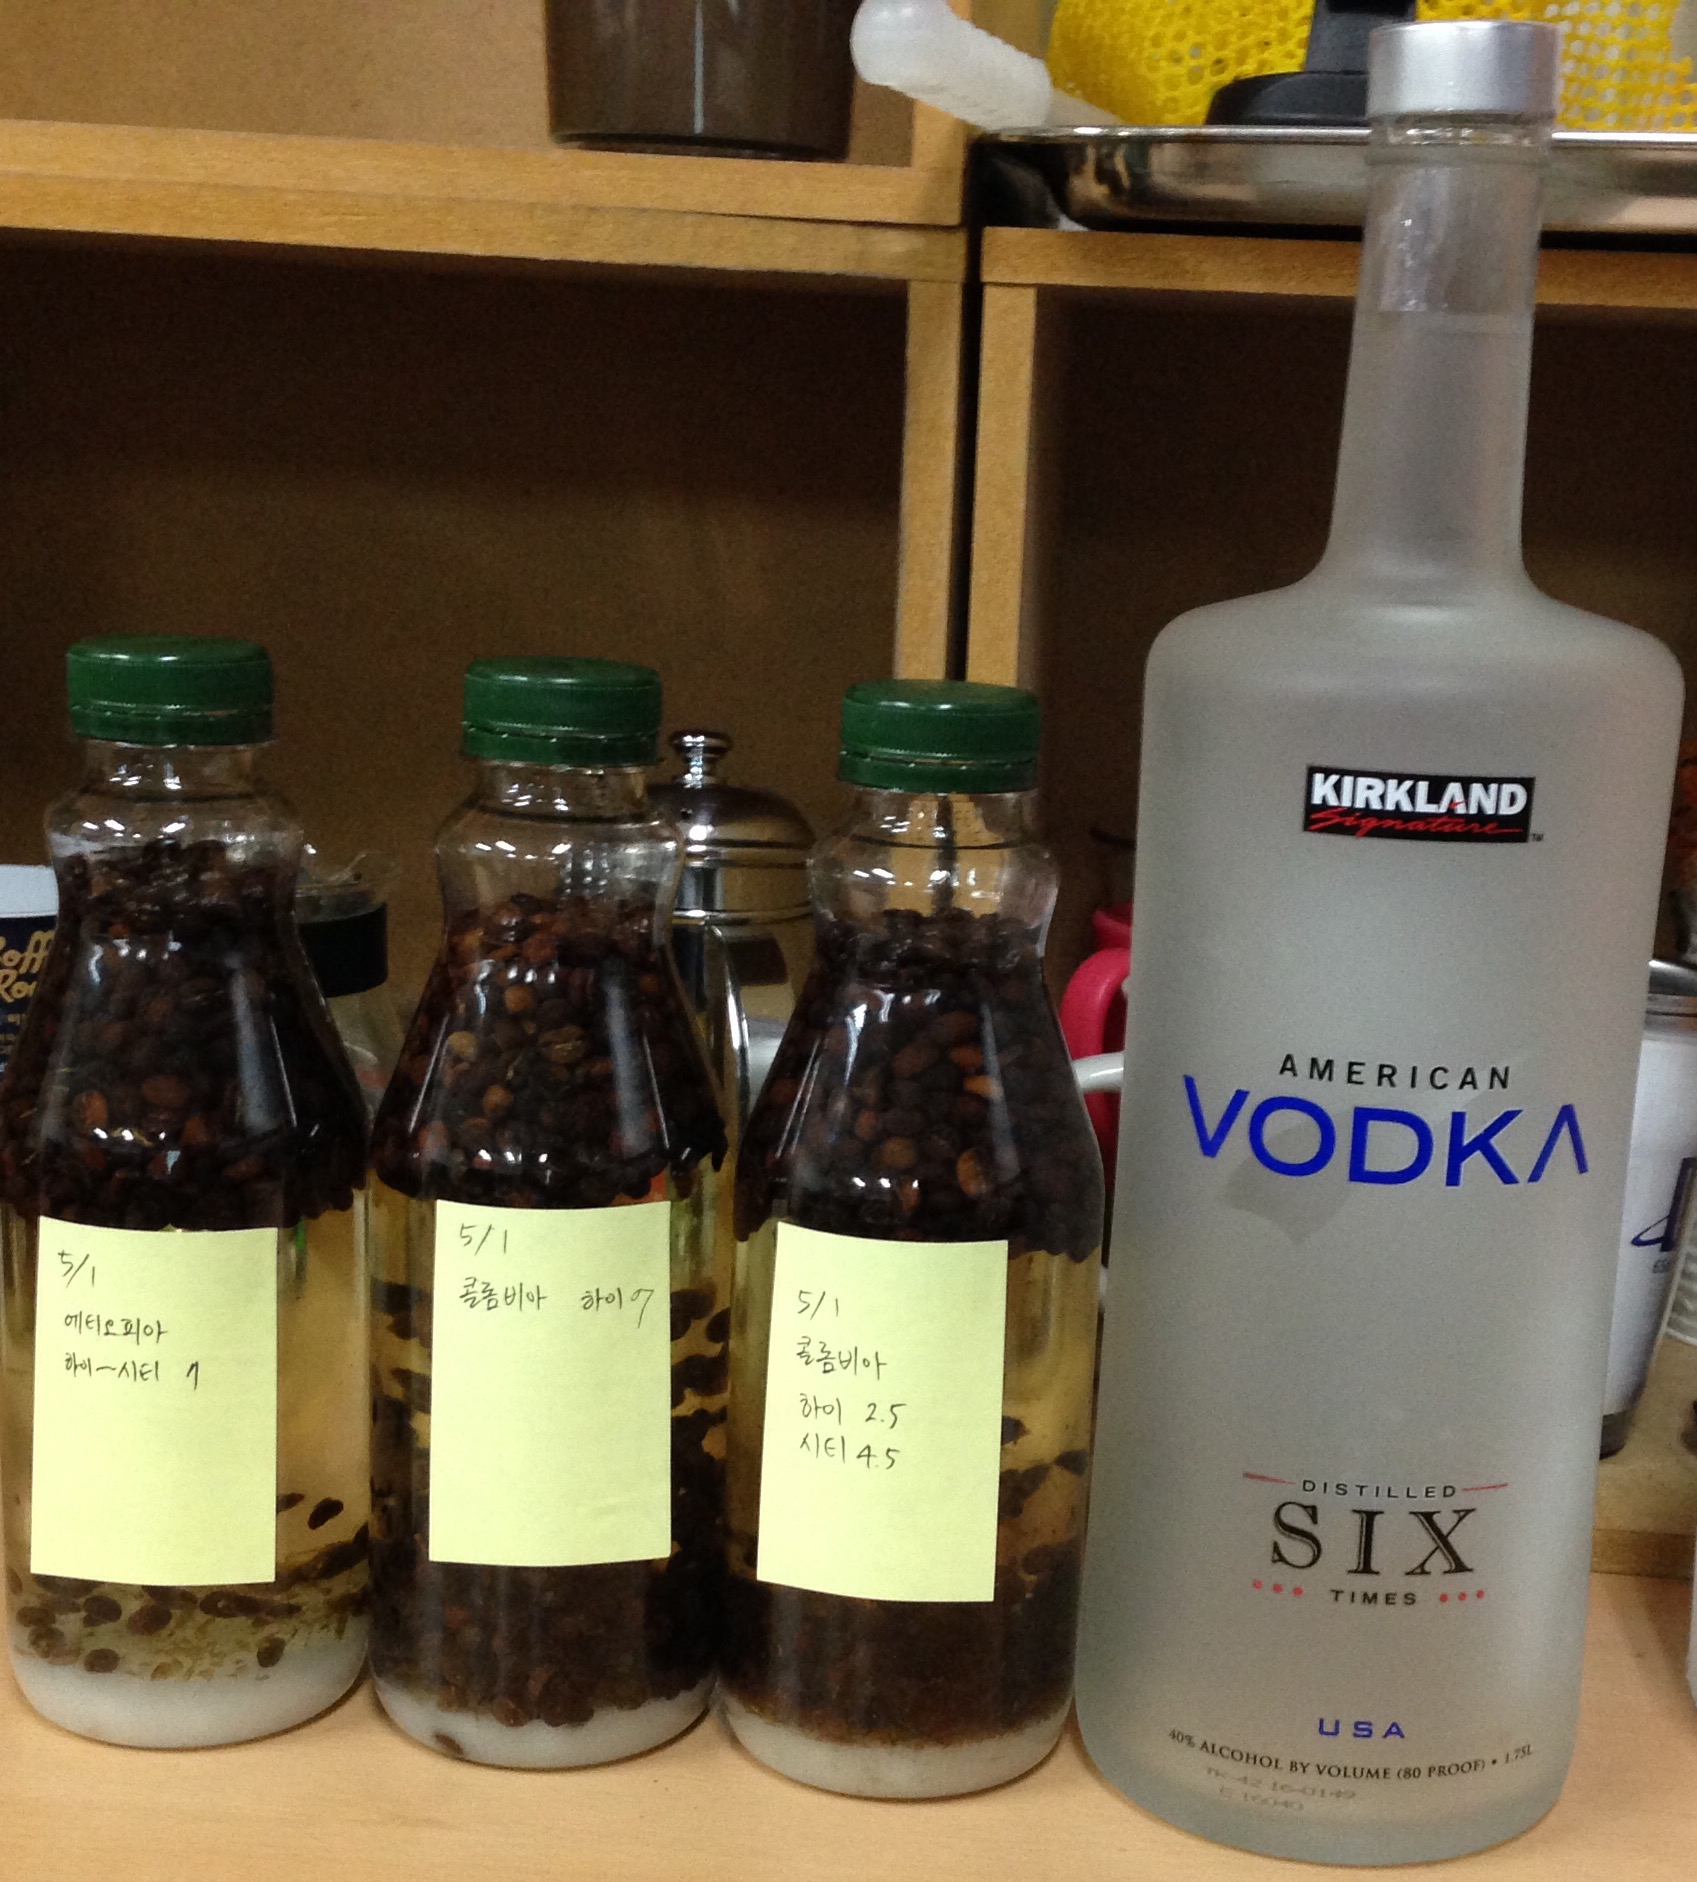 5/1
에티오피아
하이~시티 7
5/1
콜롬비아 하이 7
5/1
콜롬비아
하이 2.5
시티 4.5
KIRKLAND
Signature™
AMERICAN
VODKA
DISTILLED
SIX
TIMES
USA
40% ALCOHOL BY VOLUME (80 PROOF) • 1.75L